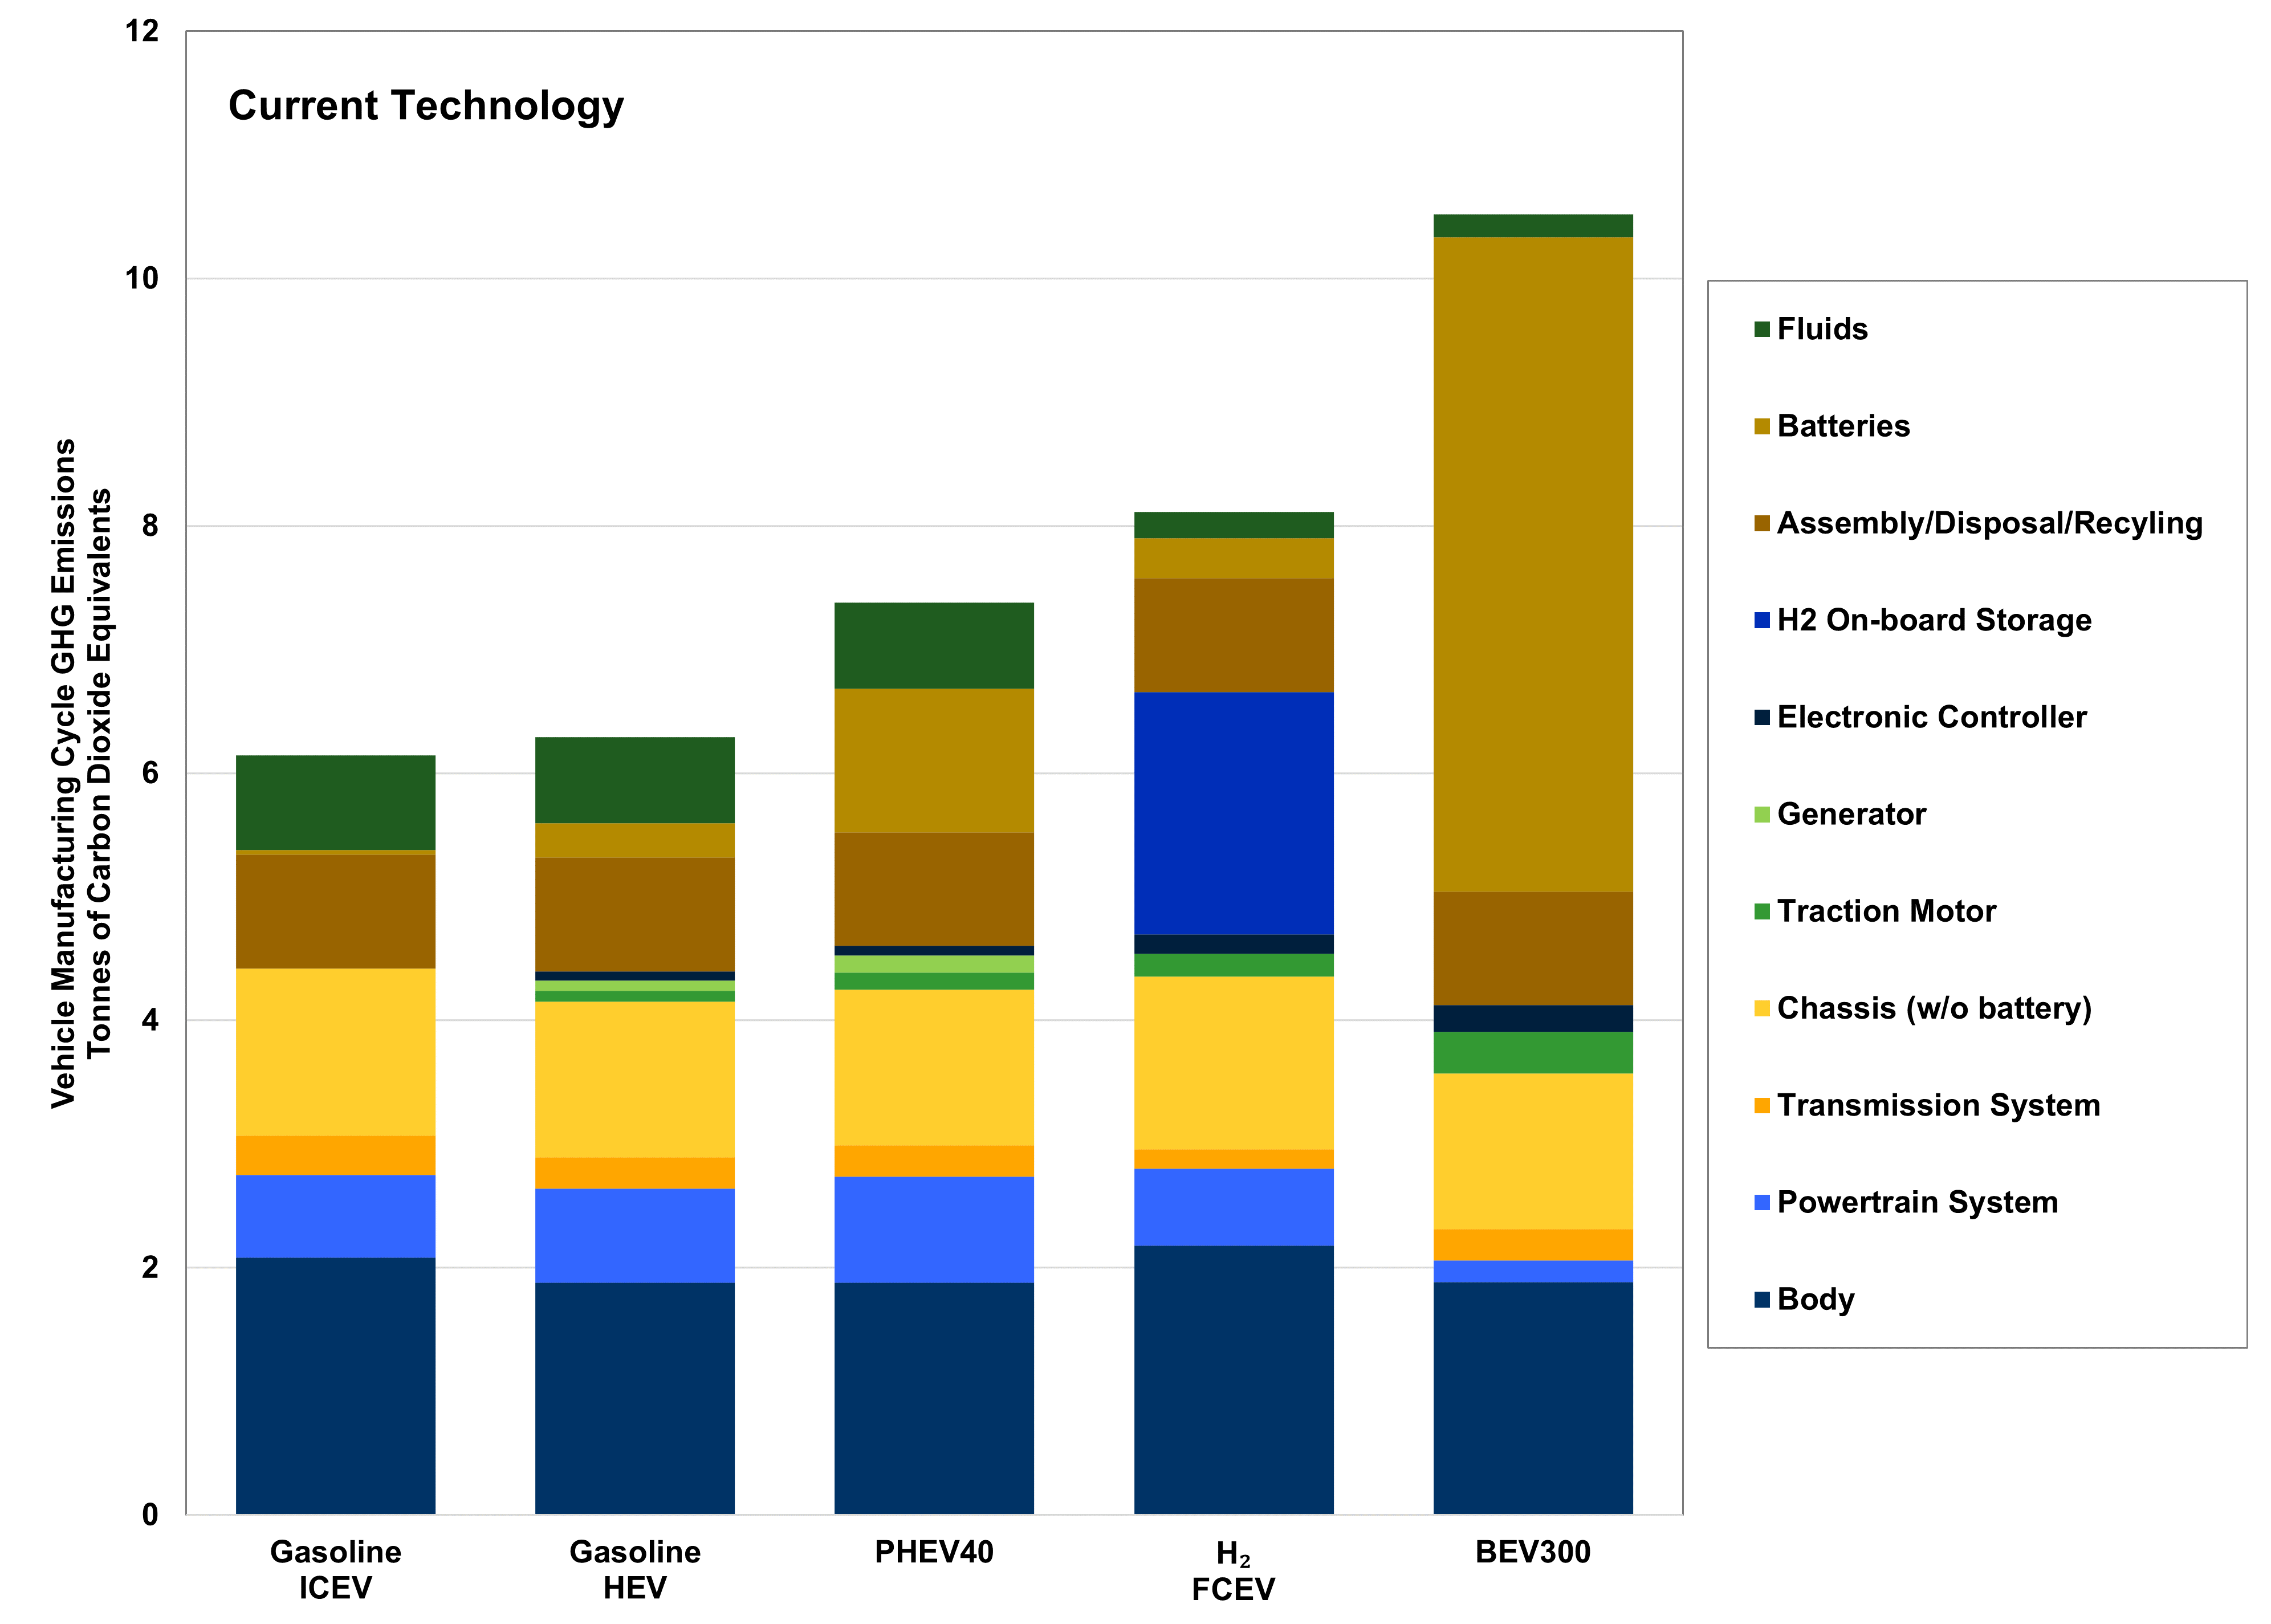 Current Technology
12
10
8
6
4
2
0
Vehicle Manufacturing Cycle GHG Emissions
Tonnes of Carbon Dioxide Equivalents
Gasoline
ICEV
Gasoline
HEV
PHEV40
H₂
FCEV
BEV300
Fluids
Batteries
Assembly/Disposal/Recyling
H2 On-board Storage
Electronic Controller
Generator
Traction Motor
Chassis (w/o battery)
Transmission System
Powertrain System
Body